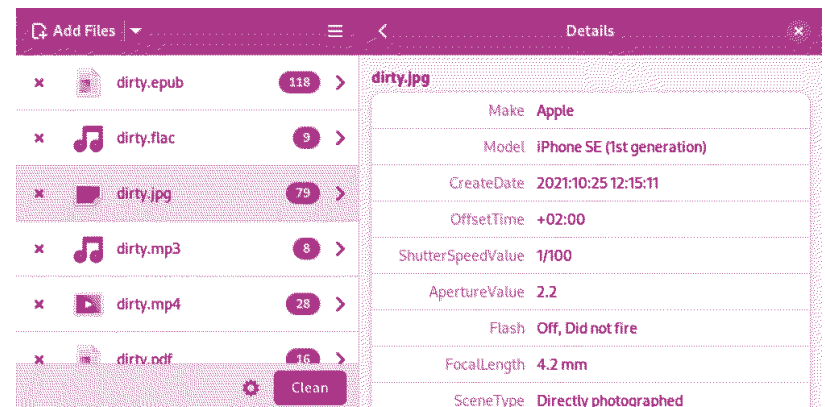 Add Files
Details
dirty.epub 118
dirty.flac 9
dirty.jpg 79
dirty.mp3 8
dirty.mp4 28
dirty.pdf 16
Clean
dirty.jpg
Make Apple
Model iPhone SE (1st generation)
CreateDate 2021:10:25 12:15:11
OffsetTime +02:00
ShutterSpeedValue 1/100
ApertureValue 2.2
Flash Off, Did not fire
FocalLength 4.2 mm
SceneType Directly photographed